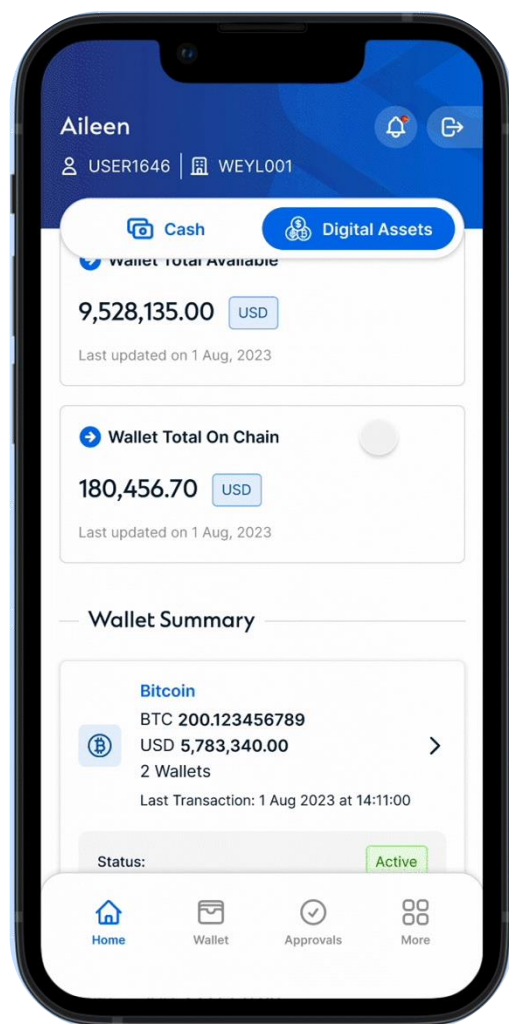 Aileen
USER1646 | WEYL001
Cash Digital Assets
Wallet Total Available
9,528,135.00 USD
Last updated on 1 Aug, 2023
Wallet Total On Chain
180,456.70 USD
Last updated on 1 Aug, 2023
Wallet Summary
Bitcoin
BTC 200.123456789
USD 5,783,340.00
2 Wallets
Last Transaction: 1 Aug 2023 at 14:11:00
Status: Active
Home Wallet Approvals More